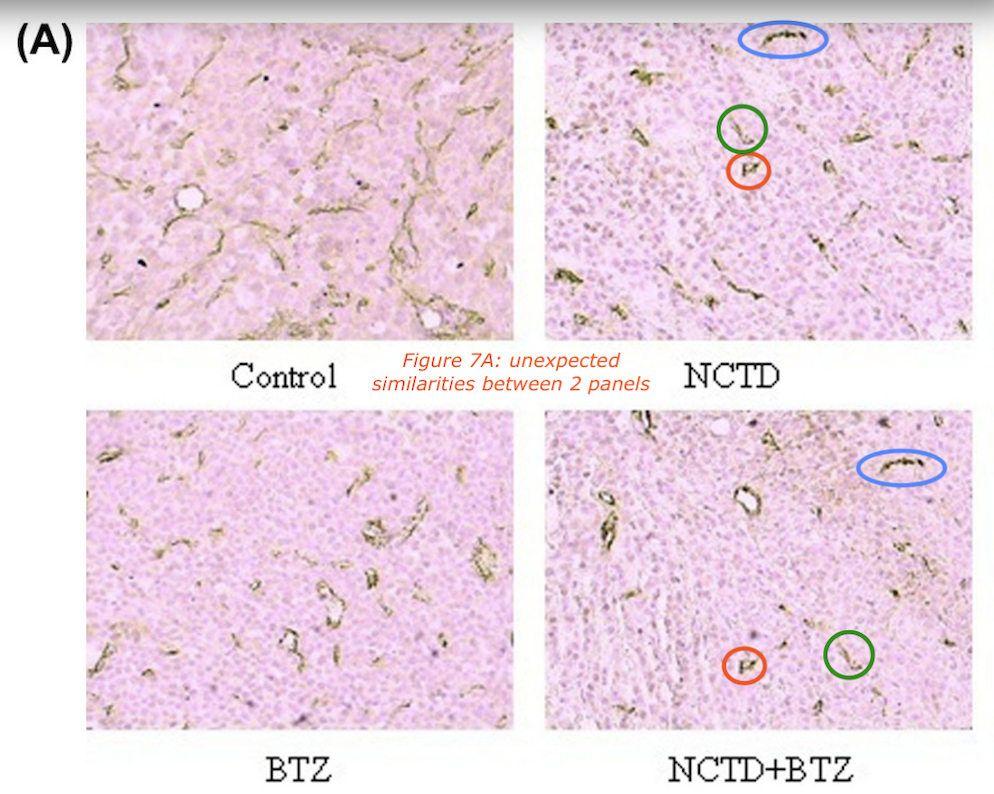 (A)
Control
Figure 7A: unexpected
similarities between 2 panels
NCTD
BTZ
NCTD+BTZ